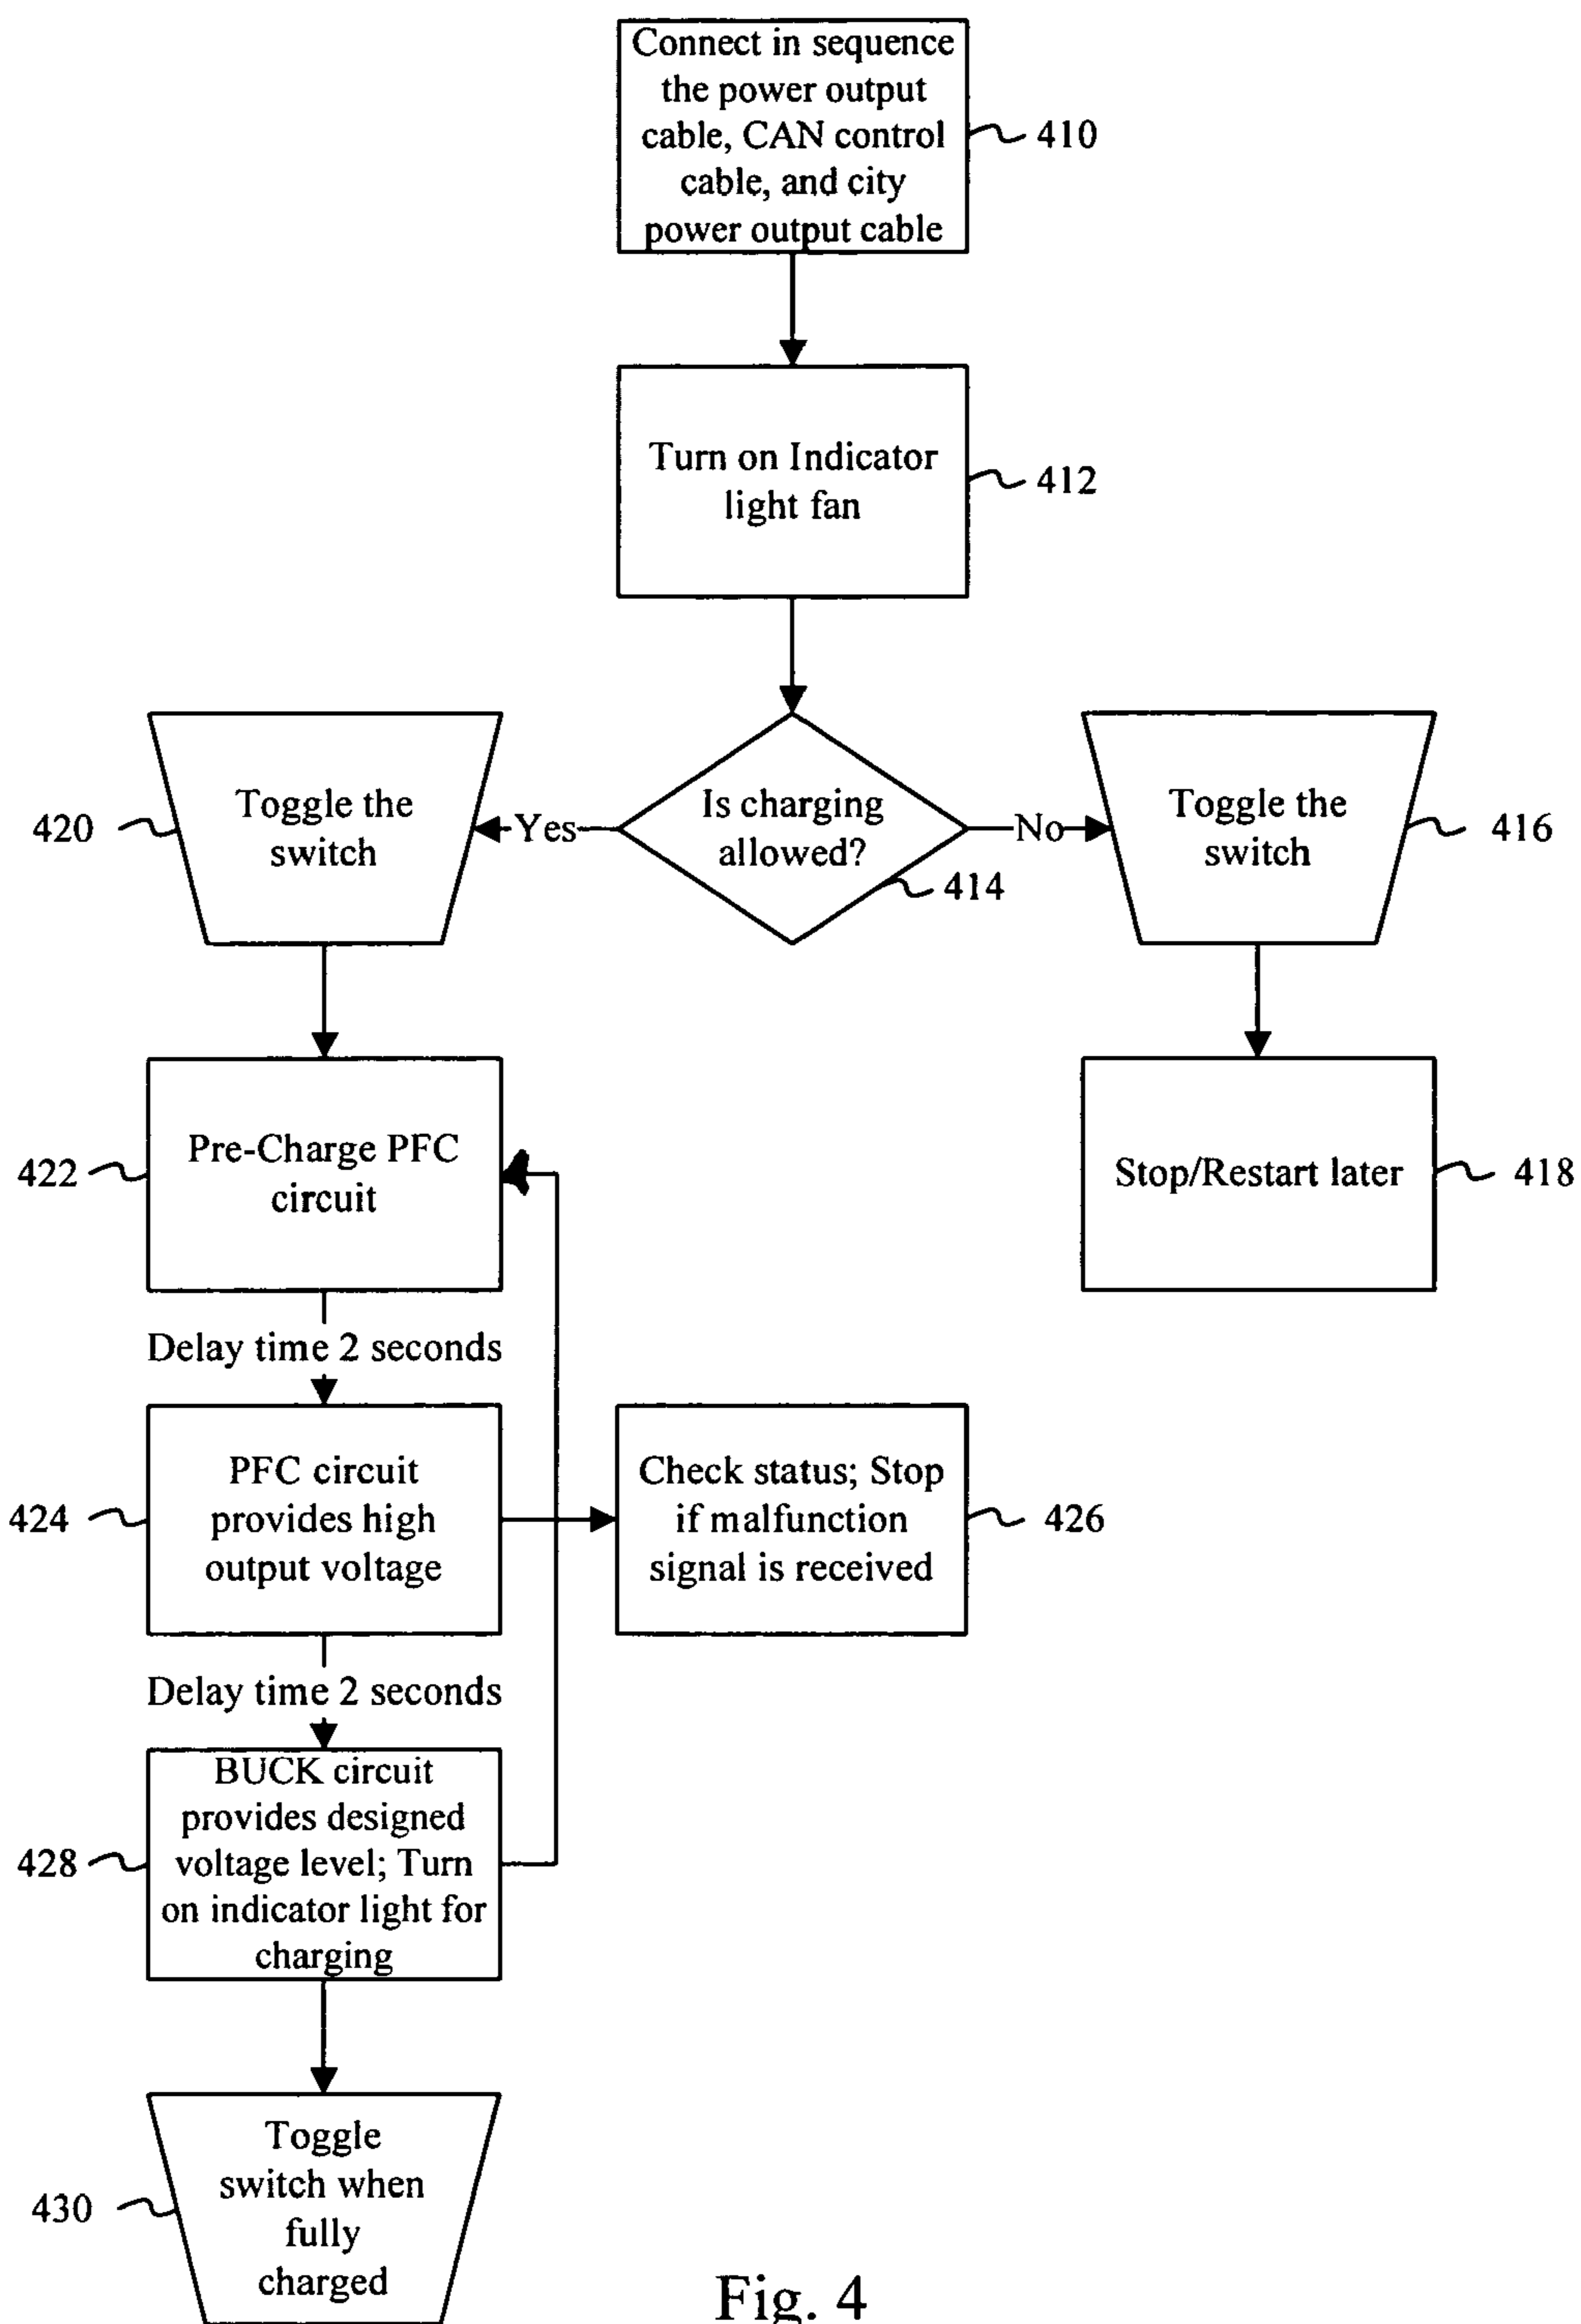 Connect in sequence
the power output
cable, CAN control
cable, and city
power output cable
410
Turn on Indicator
light fan
412
420
Toggle the
switch
Yes
Is charging
allowed?
414
No
Toggle the
switch
416
422
Pre-Charge PFC
circuit
Stop/Restart later
418
Delay time 2 seconds
424
PFC circuit
provides high
output voltage
Check status; Stop
if malfunction
signal is received
426
Delay time 2 seconds
428
BUCK circuit
provides designed
voltage level; Turn
on indicator light for
charging
430
Toggle
switch when
fully
charged
Fig. 4